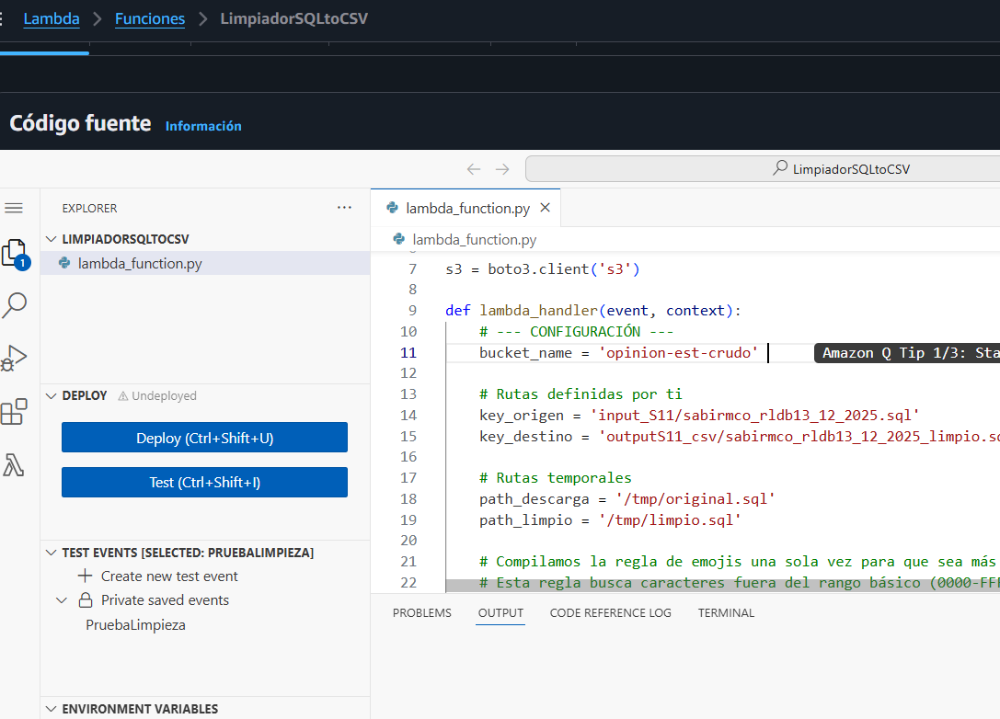 Lambda > Funciones > LimpiadorSQLtoCSV
Código fuente Información
LimpiadorSQLtoCSV
EXPLORER ...
LIMPIADORSQLTOCSV
lambda_function.py
1
DEPLOY Undeployed
Deploy (Ctrl+Shift+U)
Test (Ctrl+Shift+I)
TEST EVENTS [SELECTED: PRUEBALIMPIEZA]
Create new test event
Private saved events
PruebaLimpieza
ENVIRONMENT VARIABLES
lambda_function.py
lambda_function.py
7 s3 = boto3.client('s3')
8
9 def lambda_handler(event, context):
10 # --- CONFIGURACIÓN ---
11 bucket_name = 'opinion-est-crudo' Amazon Q Tip 1/3: Sta
12
13 # Rutas definidas por ti
14 key_origen = 'input_S11/sabirmco_rldb13_12_2025.sql'
15 key_destino = 'outputS11_csv/sabirmco_rldb13_12_2025_limpio.sq
16
17 # Rutas temporales
18 path_descarga = '/tmp/original.sql'
19 path_limpio = '/tmp/limpio.sql'
20
21 # Compilamos la regla de emojis una sola vez para que sea más
22 # Esta regla busca caracteres fuera del rango básico (0000-FFF
PROBLEMS OUTPUT CODE REFERENCE LOG TERMINAL